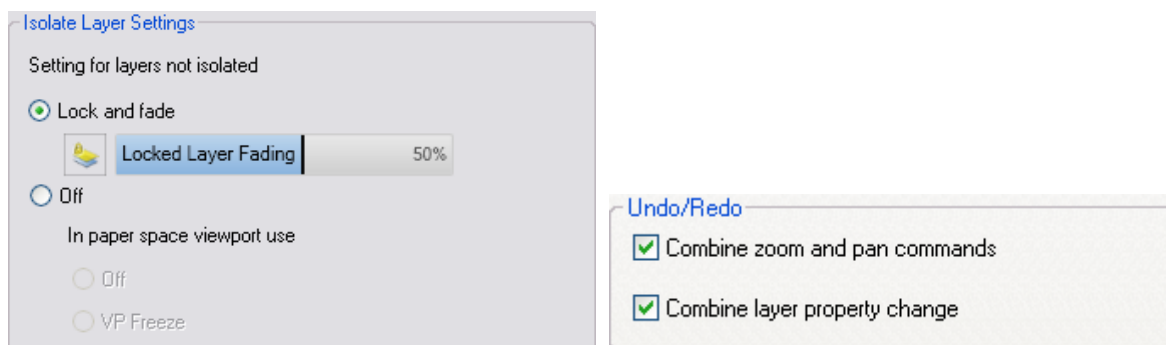 Isolate Layer Settings
Setting for layers not isolated
Lock and fade
Locked Layer Fading 50%
Off
In paper space viewport use
Off
VP Freeze
Undo/Redo
Combine zoom and pan commands
Combine layer property change